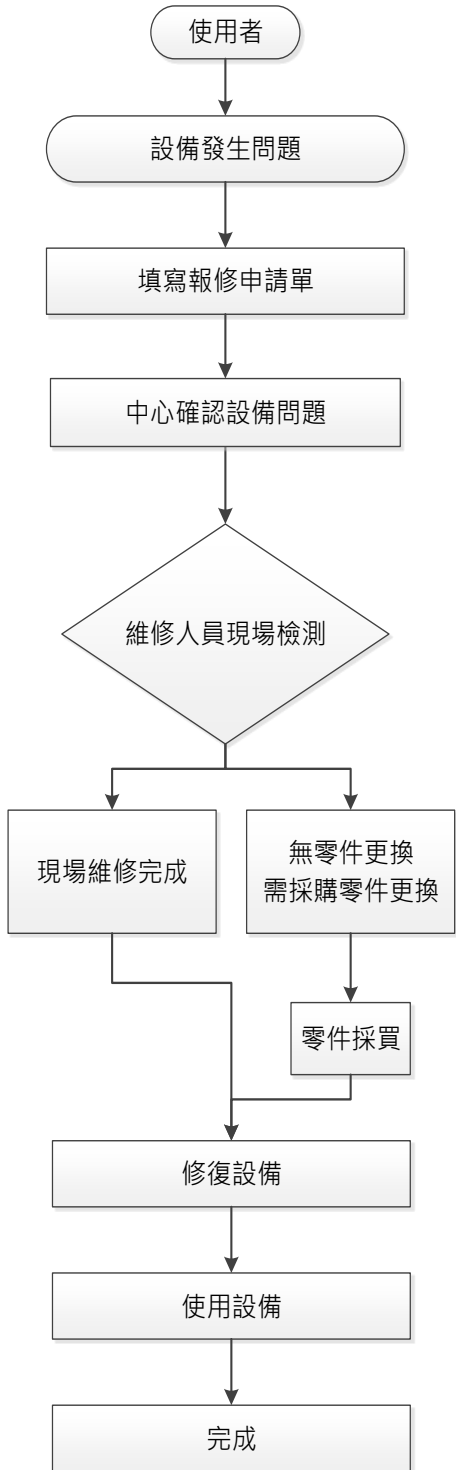 使用者
設備發生問題
填寫報修申請單
中心確認設備問題
維修人員現場檢測
現場維修完成
無零件更換
需採購零件更換
零件採買
修復設備
使用設備
完成